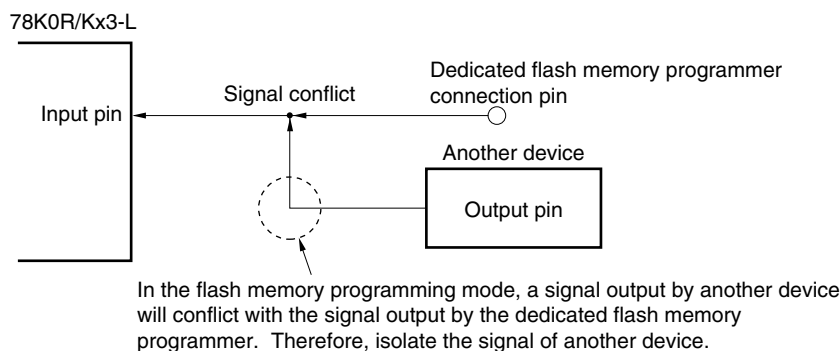 78K0R/Kx3-L
Dedicated flash memory programmer
connection pin
Signal conflict
Input pin
Another device
Output pin
In the flash memory programming mode, a signal output by another device
will conflict with the signal output by the dedicated flash memory
programmer.  Therefore, isolate the signal of another device.